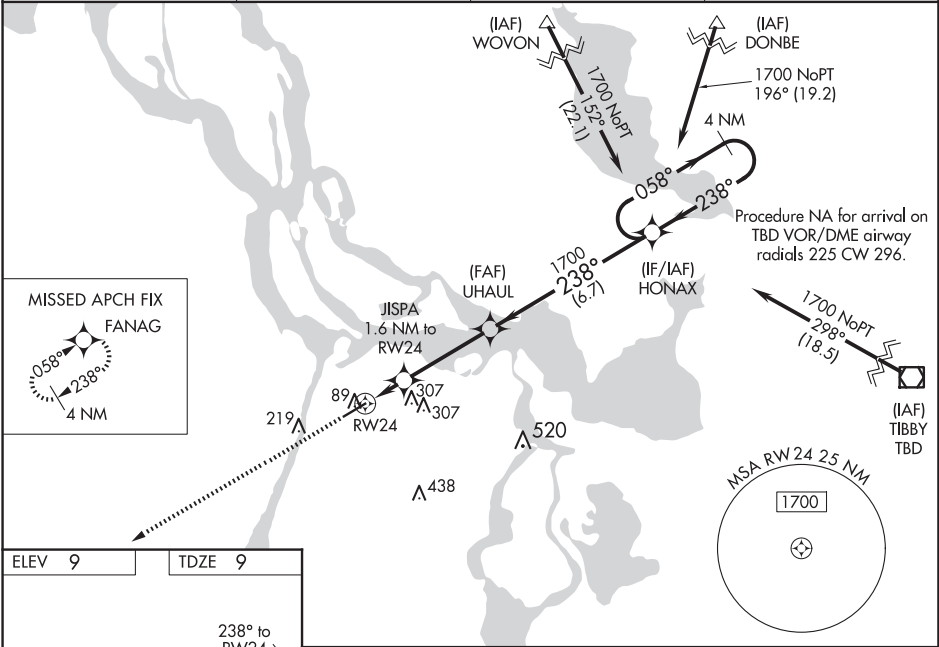 (IAF)
WOVON
(IAF)
DONBE
1700 NoPT
152°
(22.1)
1700 NoPT
196° (19.2)
4 NM
058°
238°
Procedure NA for arrival on
TBD VOR/DME airway
radials 225 CW 296.
(IF/IAF)
HONAX
1700
238°
(6.7)
(FAF)
UHAUL
JISPA
1.6 NM to
RW24
MISSED APCH FIX
FANAG
058°
238°
4 NM
1700 NoPT
298°
(18.5)
(IAF)
TIBBY
TBD
89
307
307
RW24
219
520
438
MSA RW 24 25 NM
1700
ELEV 9
TDZE 9
238° to
RW24